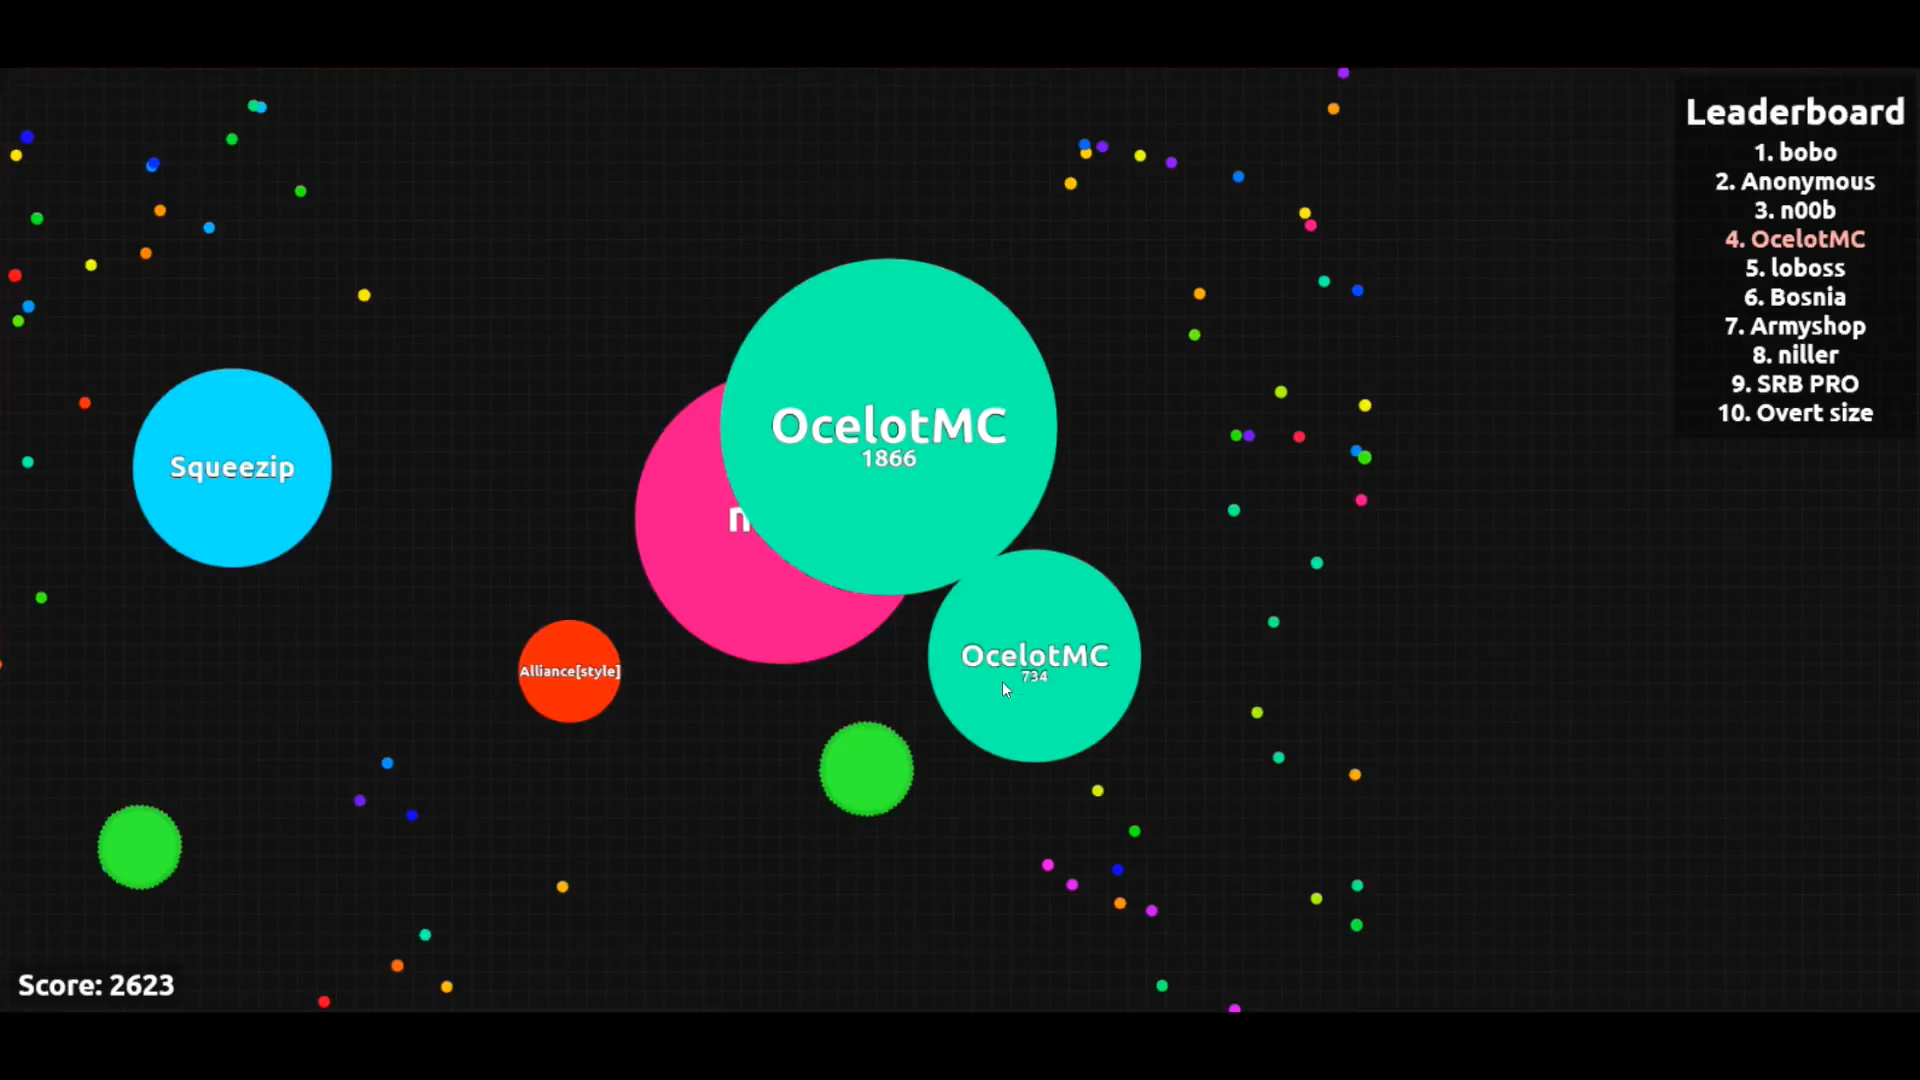 Leaderboard
1. bobo
2. Anonymous
3. n00b
4. OcelotMC
5. loboss
6. Bosnia
7. Armyshop
8. niller
9. SRB PRO
10. Overt size
OcelotMC
1866
Squeezip
n
OcelotMC
734
Alliance[style]
Score: 2623